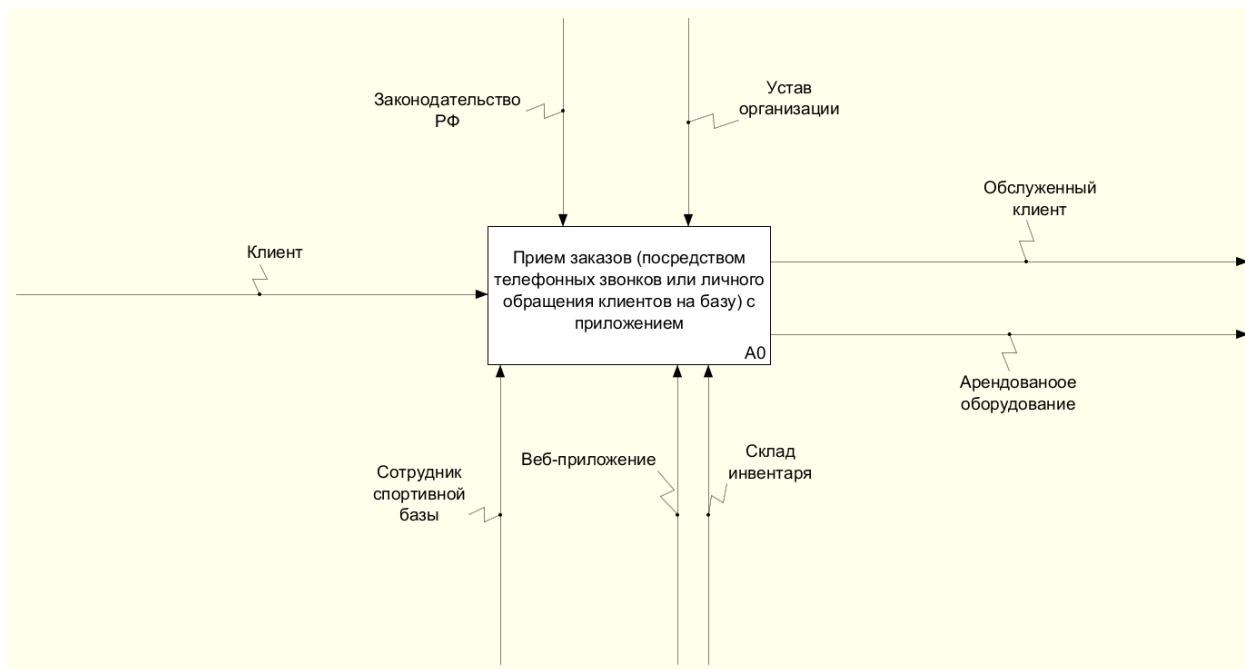 Законодательство
РФ
Устав
организации
Обслуженный
клиент
Клиент
Прием заказов (посредством
телефонных звонков или личного
обращения клиентов на базу) с
приложением
A0
Арендованоое
оборудование
Сотрудник
спортивной
базы
Веб-приложение
Склад
инвентаря